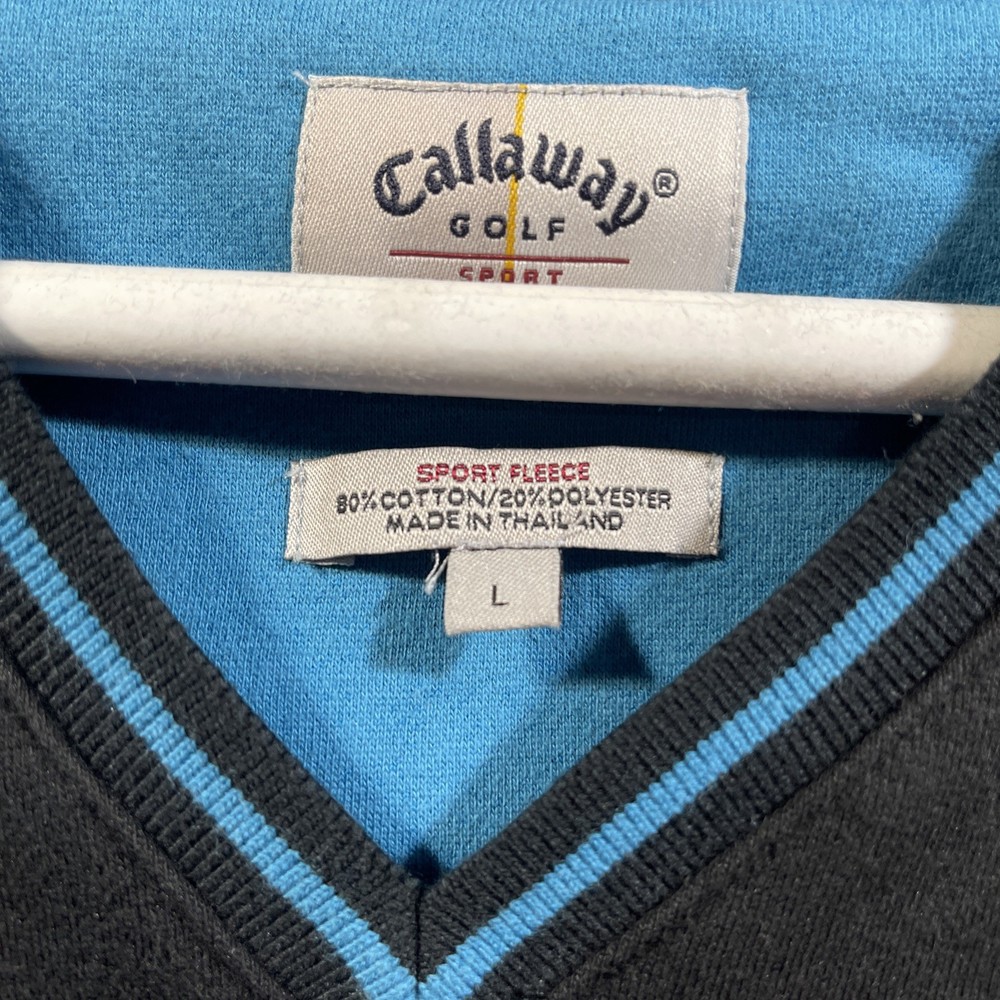 Callaway®
GOLF
SPORT
SPORT FLEECE
80% COTTON/20% POLYESTER
MADE IN THAILAND
L